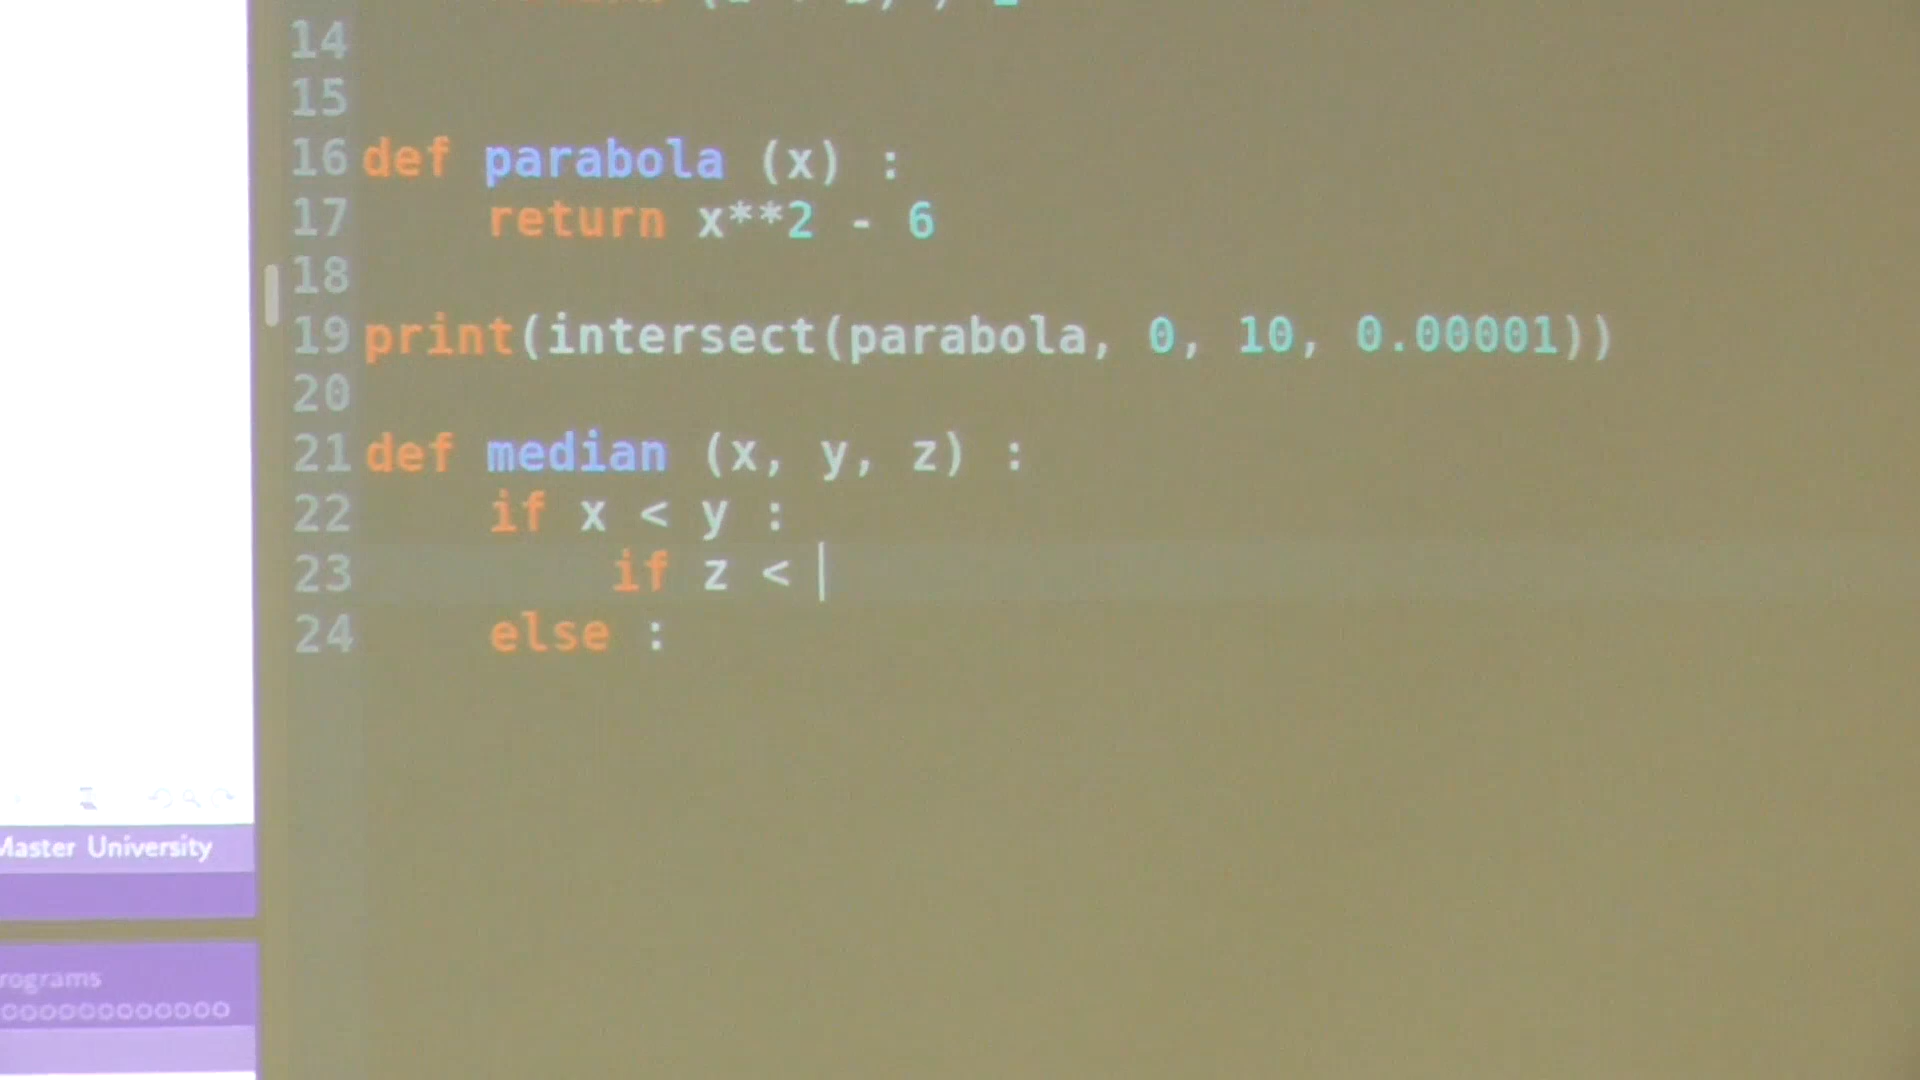 14
15
16 def parabola (x) :
17 return x**2 - 6
18
19 print(intersect(parabola, 0, 10, 0.00001))
20
21 def median (x, y, z) :
22 if x < y :
23 if z <
24 else :
Master University
rograms